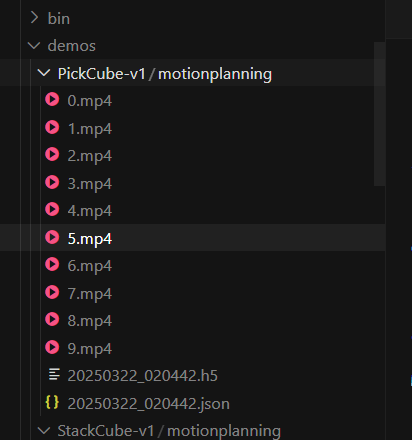 bin
demos
PickCube-v1 / motionplanning
0.mp4
1.mp4
2.mp4
3.mp4
4.mp4
5.mp4
6.mp4
7.mp4
8.mp4
9.mp4
20250322_020442.h5
{ } 20250322_020442.json
StackCube-v1 / motionplanning